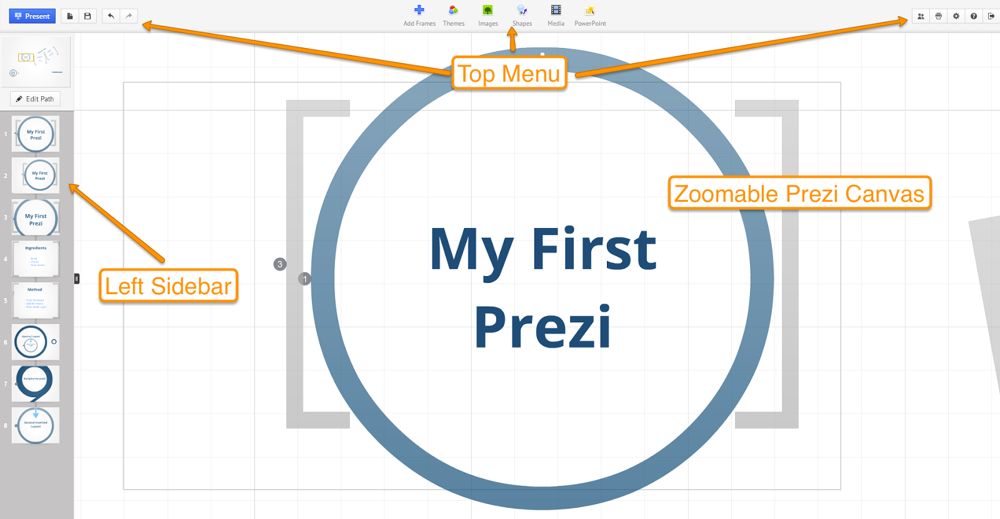 Present
Add Frames
Themes
Images
Shapes
Media
PowerPoint
Top Menu
Edit Path
1
My First
Prezi
2
My First
Prezi
3
My First
Prezi
4
Ingredients
5
Method
6
7
8
Second Inserted
Layout
Left Sidebar
Zoomable Prezi Canvas
3
1
My First
Prezi